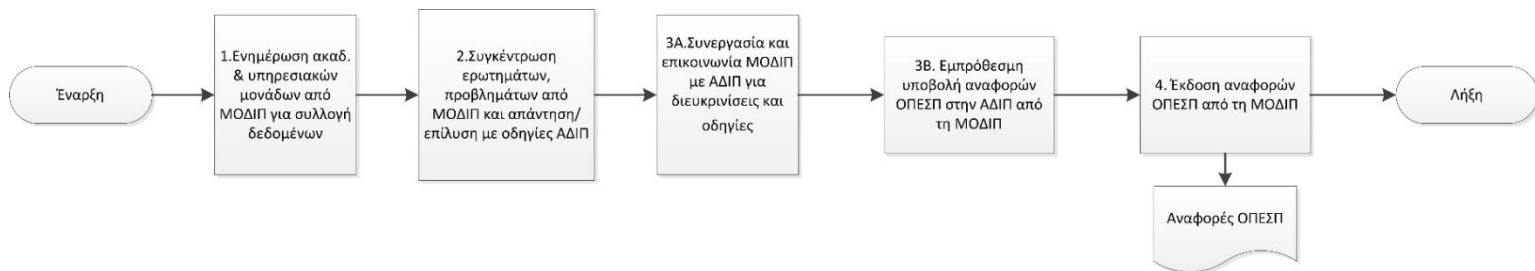 Έναρξη
1.Ενημέρωση ακαδ.
& υπηρεσιακών
μονάδων από
ΜΟΔΙΠ για συλλογή
δεδομένων
2.Συγκέντρωση
ερωτημάτων,
προβλημάτων από
ΜΟΔΙΠ και απάντηση/
επίλυση με οδηγίες ΑΔΙΠ
3Α.Συνεργασία και
επικοινωνία ΜΟΔΙΠ
με ΑΔΙΠ για
διευκρινίσεις και
οδηγίες
3Β. Εμπρόθεσμη
υποβολή αναφορών
ΟΠΕΣΠ στην ΑΔΙΠ από
τη ΜΟΔΙΠ
4. Έκδοση αναφορών
ΟΠΕΣΠ από τη ΜΟΔΙΠ
Λήξη
Αναφορές ΟΠΕΣΠ